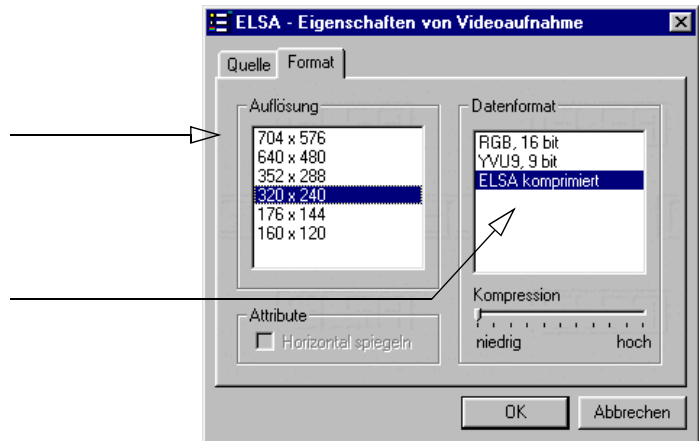 ELSA - Eigenschaften von Videoaufnahme
Quelle Format
Auflösung
704 x 576
640 x 480
352 x 288
320 x 240
176 x 144
160 x 120
Datenformat
RGB, 16 bit
YVU9, 9 bit
ELSA komprimiert
Kompression
niedrig hoch
Attribute
Horizontal spiegeln
OK Abbrechen